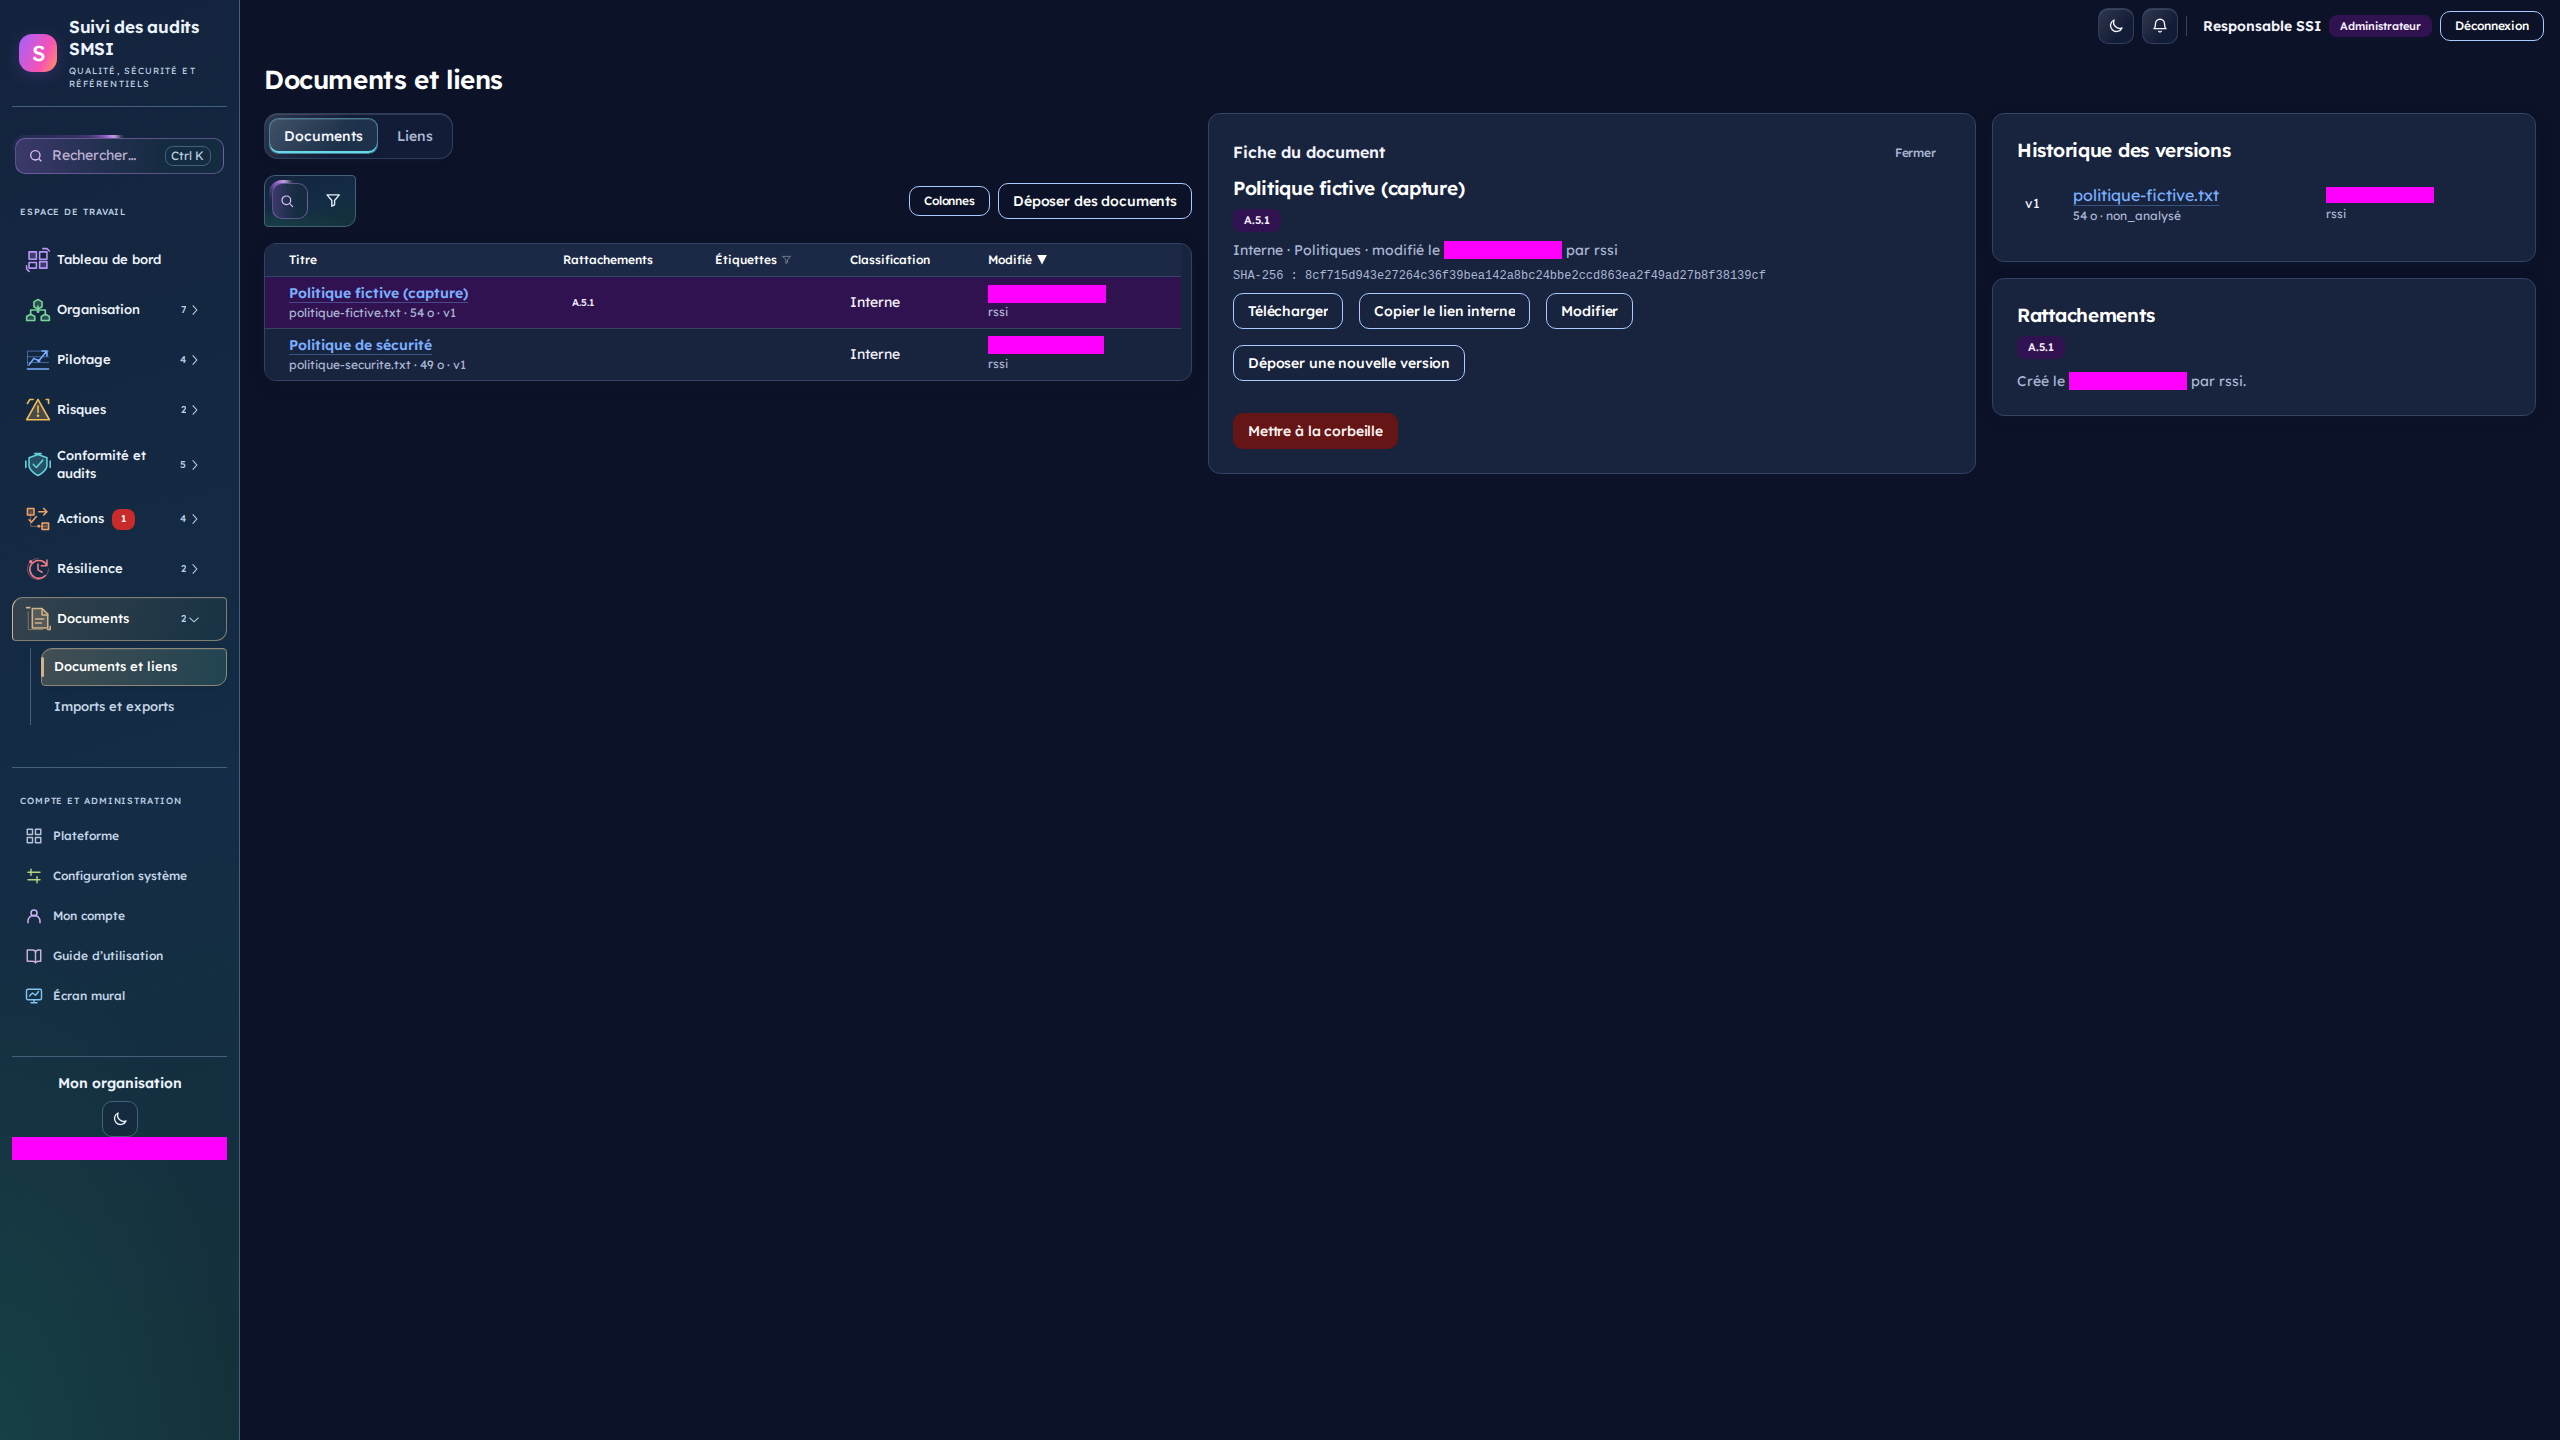 S
Suivi des audits
SMSI
QUALITÉ, SÉCURITÉ ET
RÉFÉRENTIELS
Rechercher...
Ctrl K
ESPACE DE TRAVAIL
Tableau de bord
Organisation
7
Pilotage
4
Risques
2
Conformité et
audits
5
Actions
1
4
Résilience
2
Documents
2
Documents et liens
Imports et exports
COMPTE ET ADMINISTRATION
Plateforme
Configuration système
Mon compte
Guide d’utilisation
Écran mural
Mon organisation
Responsable SSI
Administrateur
Déconnexion
Documents et liens
Documents
Liens
Colonnes
Déposer des documents
Titre
Rattachements
Étiquettes
Classification
Modifié ▼
Politique fictive (capture)
politique-fictive.txt · 54 o · v1
A.5.1
Interne
rssi
Politique de sécurité
politique-securite.txt · 49 o · v1
Interne
rssi
Fiche du document
Fermer
Politique fictive (capture)
A.5.1
Interne · Politiques · modifié le
par rssi
SHA-256 : 8cf715d943e27264c36f39bea142a8bc24bbe2ccd863ea2f49ad27b8f38139cf
Télécharger
Copier le lien interne
Modifier
Déposer une nouvelle version
Mettre à la corbeille
Historique des versions
v1
politique-fictive.txt
54 o · non_analysé
rssi
Rattachements
A.5.1
Créé le
par rssi.